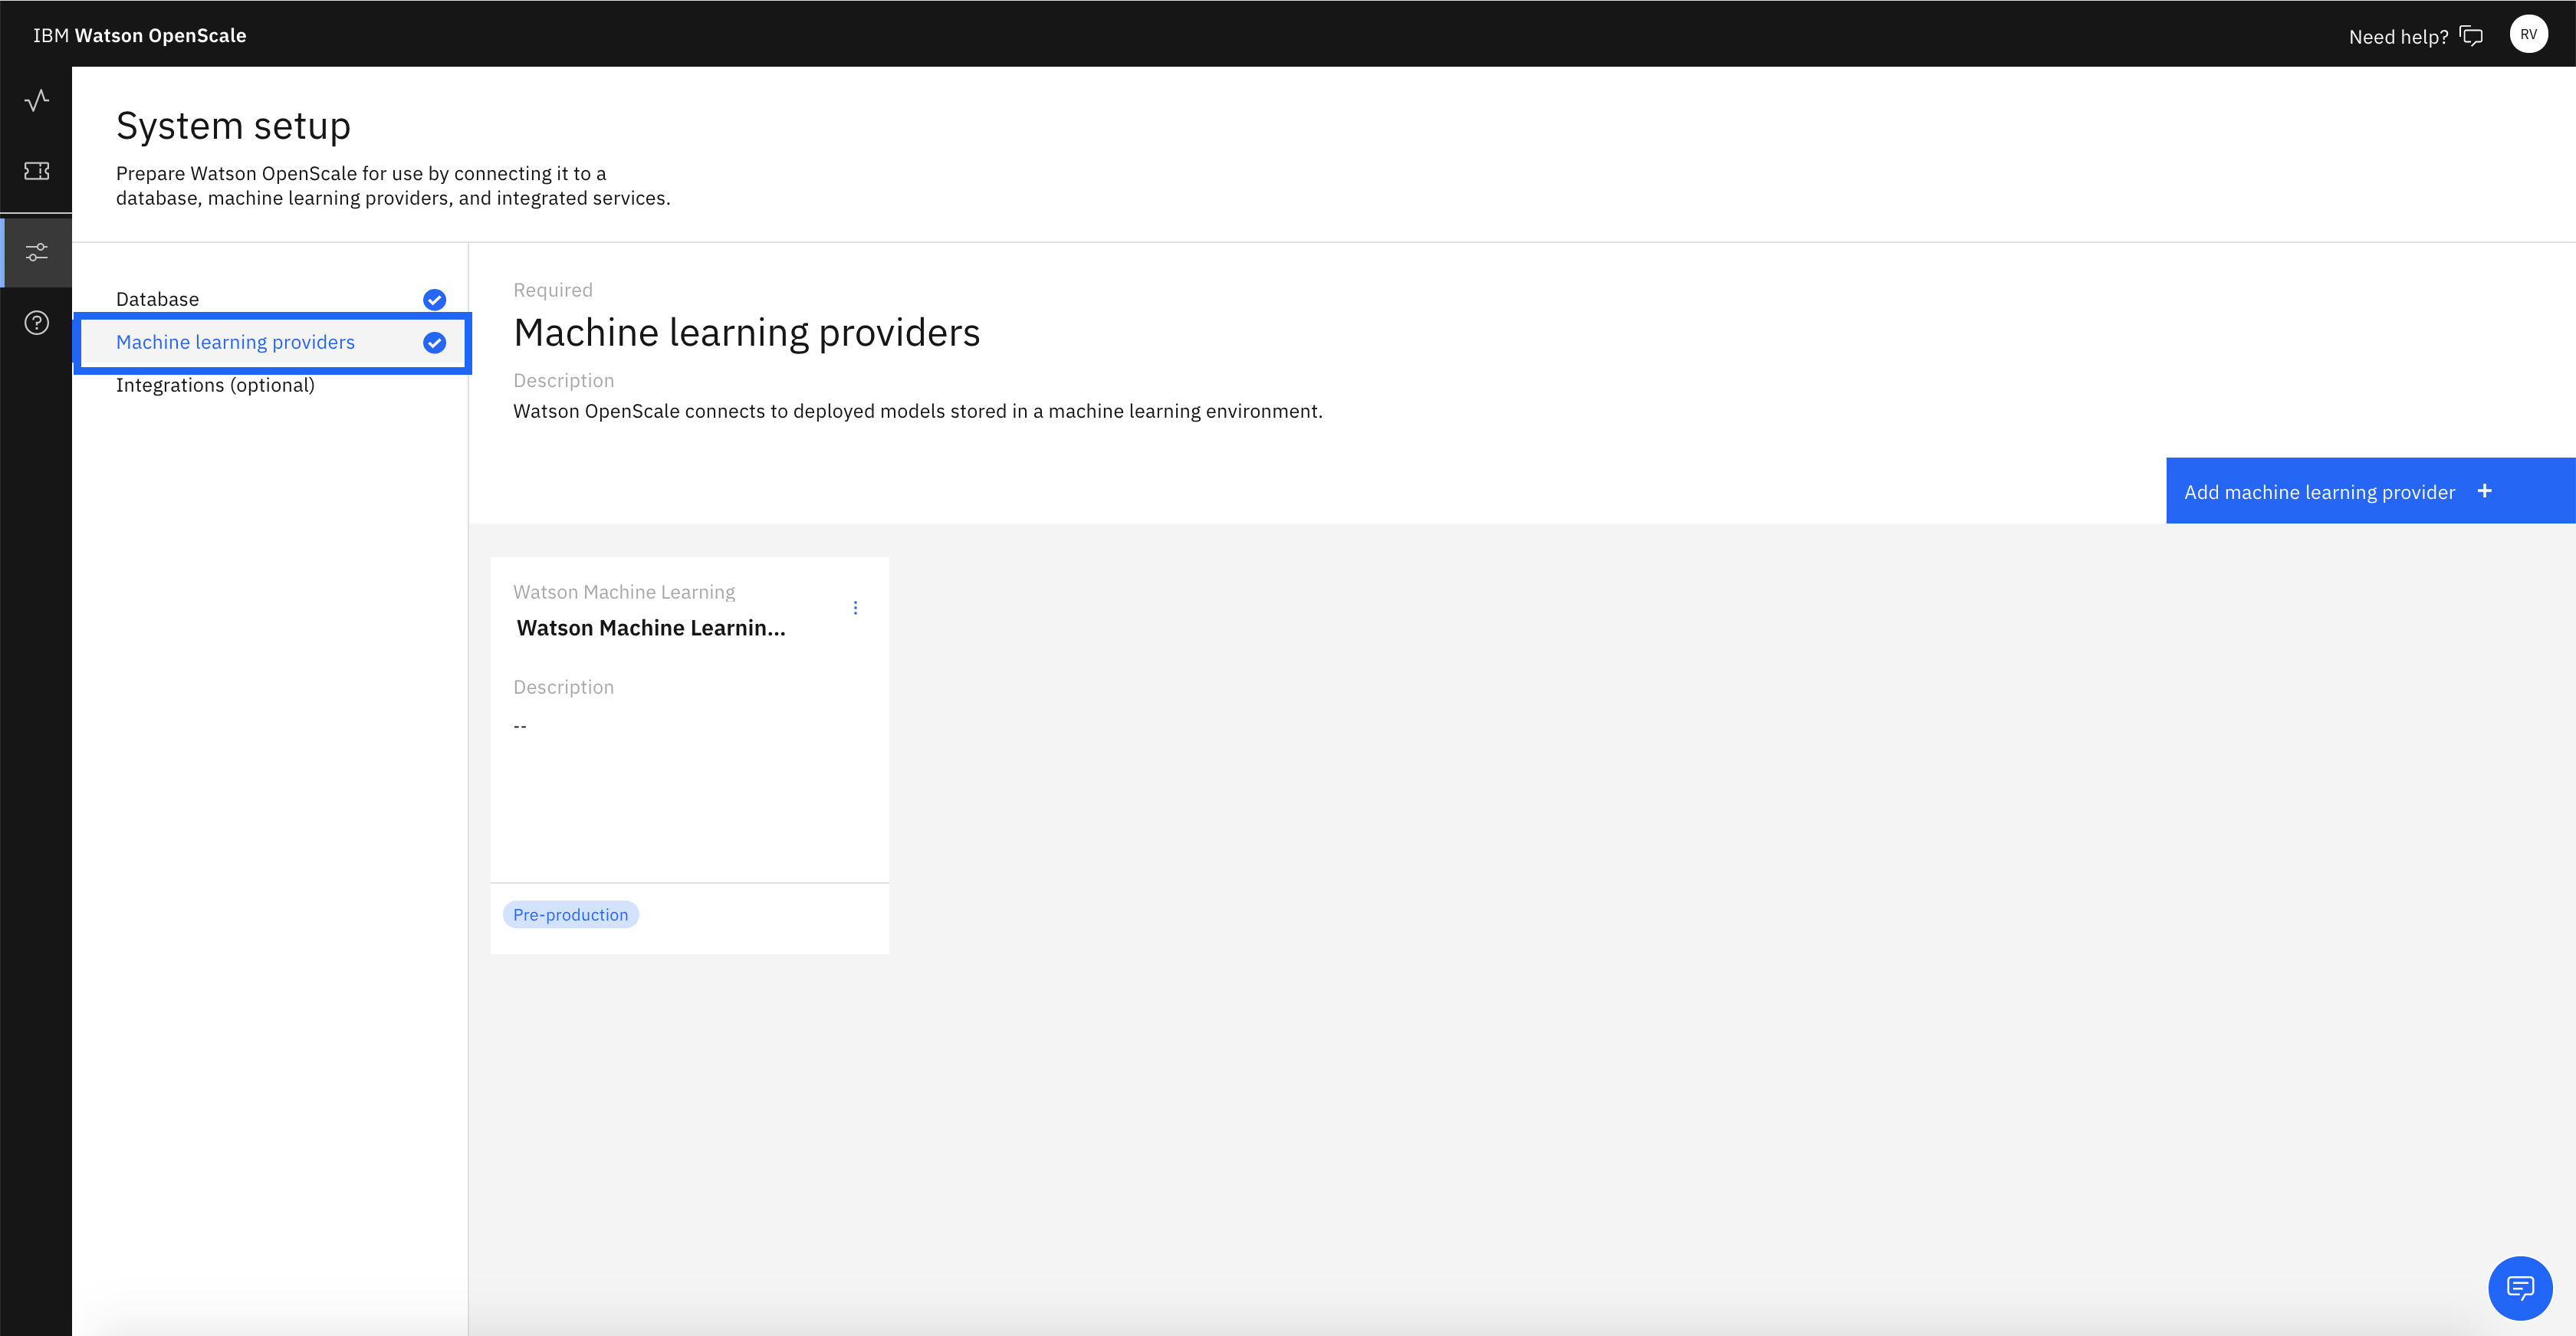 IBM Watson OpenScale
Need help?
RV
System setup
Prepare Watson OpenScale for use by connecting it to a
database, machine learning providers, and integrated services.
Database
Machine learning providers
Integrations (optional)
Required
Machine learning providers
Description
Watson OpenScale connects to deployed models stored in a machine learning environment.
Add machine learning provider +
Watson Machine Learning
Watson Machine Learnin...
Description
--
Pre-production